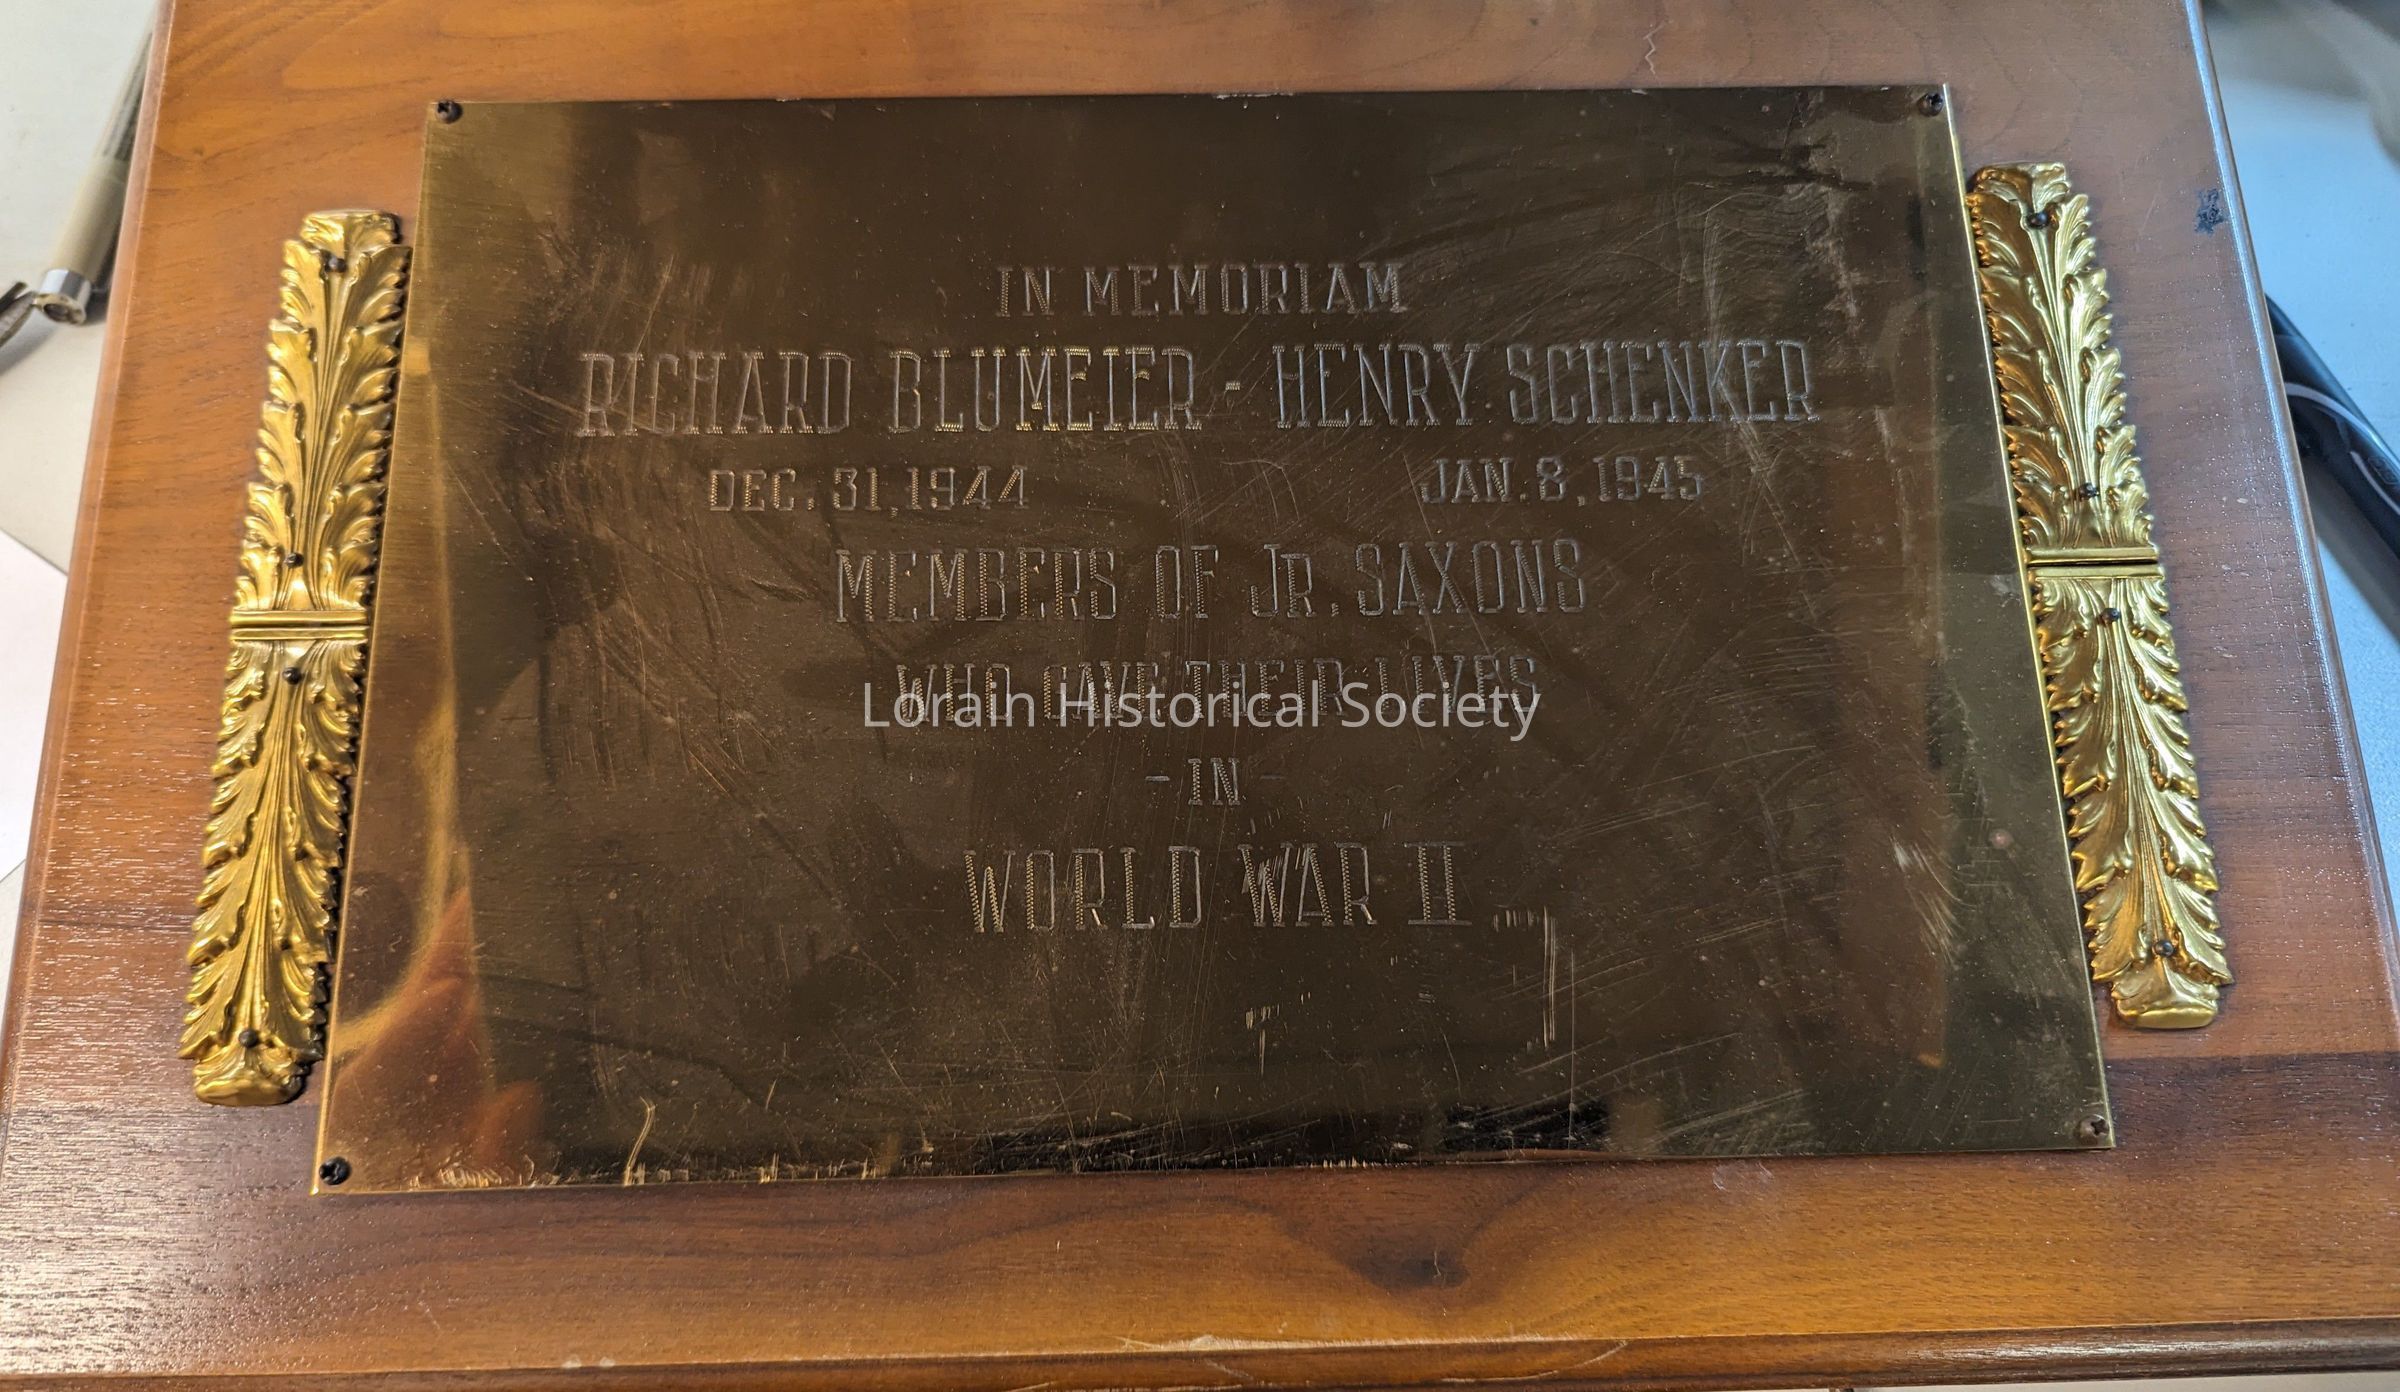 IN MEMORIAM
RICHARD BLUMEIER - HENRY SCHENKER
DEC. 31, 1944 JAN. 8, 1945
MEMBERS OF JR. SAXONS
WHO GAVE THEIR LIVES
Lorain Historical Society
- IN -
WORLD WAR II